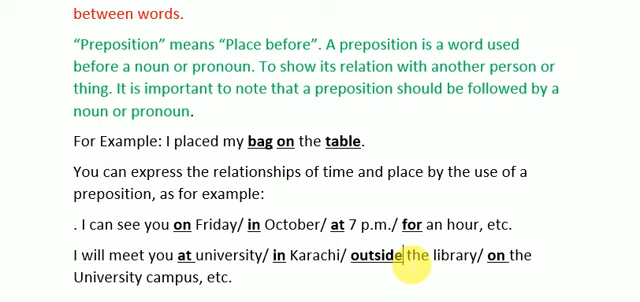 between words.
“Preposition” means “Place before”. A preposition is a word used
before a noun or pronoun. To show its relation with another person or
thing. It is important to note that a preposition should be followed by a
noun or pronoun.
For Example: I placed my bag on the table.
You can express the relationships of time and place by the use of a
preposition, as for example:
. I can see you on Friday/ in October/ at 7 p.m./ for an hour, etc.
I will meet you at university/ in Karachi/ outside the library/ on the
University campus, etc.